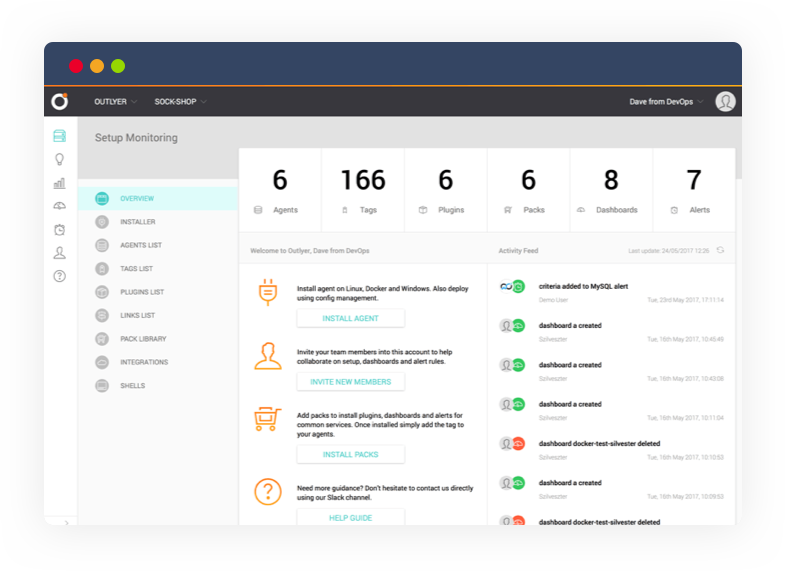 OUTLYER
SOCK-SHOP
Dave from DevOps
Setup Monitoring
6
Agents
166
Tags
6
Plugins
6
Packs
8
Dashboards
7
Alerts
OVERVIEW
INSTALLER
AGENTS LIST
TAGS LIST
PLUGINS LIST
LINKS LIST
PACK LIBRARY
INTEGRATIONS
SHELLS
Welcome to Outlyer, Dave from DevOps
Install agent on Linux, Docker and Windows. Also deploy
using config management.
INSTALL AGENT
Invite your team members into this account to help
collaborate on setup, dashboards and alert rules.
INVITE NEW MEMBERS
Add packs to install plugins, dashboards and alerts for
common services. Once installed simply add the tag to
your agents.
INSTALL PACKS
Need more guidance? Don't hesitate to contact us directly
using our Slack channel.
HELP GUIDE
Activity Feed
Last update: 24/05/2017 12:26
criteria added to MySQL alert
Demo User
Tue, 23rd May 2017, 17:11:14
dashboard a created
Szilveszter
Tue, 16th May 2017, 10:45:48
dashboard a created
Szilveszter
Tue, 16th May 2017, 10:43:08
dashboard a created
Szilveszter
Tue, 16th May 2017, 10:11:04
dashboard docker-test-silvester deleted
Szilveszter
Tue, 16th May 2017, 10:10:53
dashboard a created
Szilveszter
Tue, 16th May 2017, 10:09:53
dashboard docker-test-silvester deleted